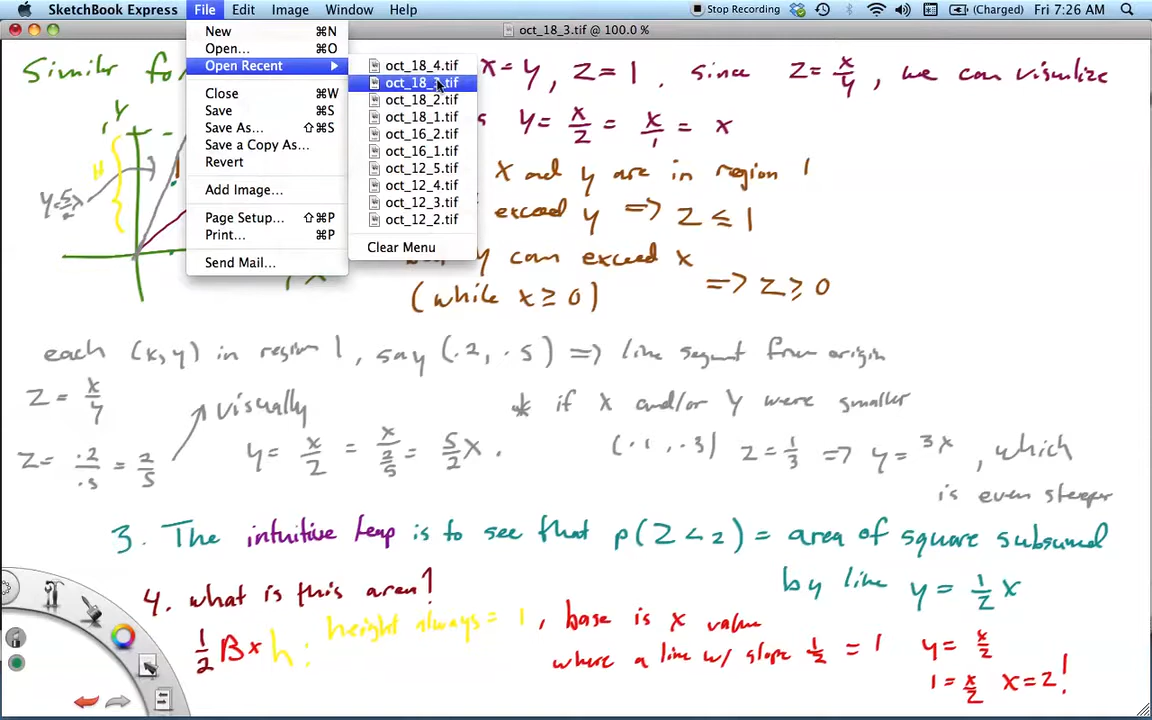 SketchBook Express File Edit Image Window Help Stop Recording (Charged) Fri 7:26 AM
oct_18_3.tif @ 100.0 %
New ⌘N
Open... ⌘O
Open Recent
Close ⌘W
Save ⌘S
Save As... ⇧⌘S
Save a Copy As...
Revert
Add Image...
Page Setup... ⇧⌘P
Print... ⌘P
Send Mail...
oct_18_4.tif
oct_18_3.tif
oct_18_2.tif
oct_18_1.tif
oct_16_2.tif
oct_16_1.tif
oct_12_5.tif
oct_12_4.tif
oct_12_3.tif
oct_12_2.tif
Clear Menu
Similar x=y, z=1. since z=x/y, we can visualize
y= x/z = x/1 = x
x and y are in region 1
exceed y => z ≤ 1
y can exceed x
(while x ≥ 0) => z ≥ 0
Y
H
y=5/2x
each (x,y) in region 1, say (.2, .5) => line segment from origin
z= x/y
visually
* if x and/or y were smaller
z= .2/.5 = 2/5
y= x/z = x/2/5 = 5/2 x.
(.1, .3) z=1/3 => y= 3x, which
is even steeper
3. The intuitive leap is to see that p(Z<z) = area of square subsumed
by line y= 1/z x
4. what is this area?
1/2 B × h: height always = 1, base is x value
where a line w/ slope 1/z = 1
y= x/z
1= x/z x=z!